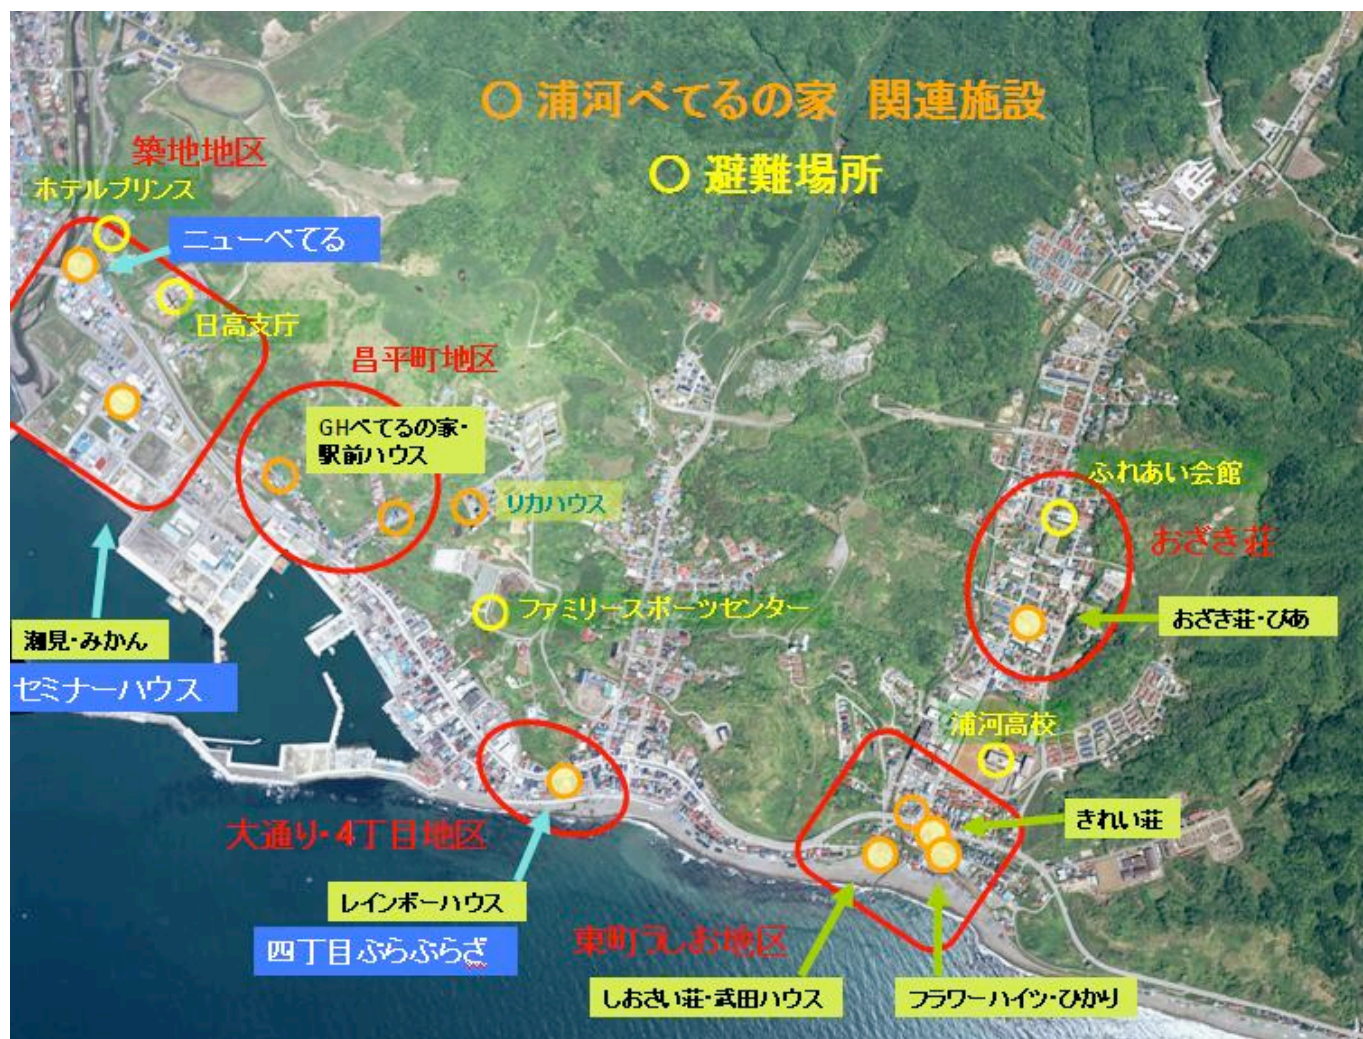 浦河べてるの家 関連施設
避難場所
築地地区
ホテルプリンス
ニューべてる
日高支庁
昌平町地区
GHべてるの家・
駅前ハウス
リカハウス
ふれあい会館
おざき荘
ファミリースポーツセンター
おざき荘・ぴあ
潮見・みかん
セミナーハウス
浦河高校
きれい荘
大通り・4丁目地区
レインボーハウス
四丁目ぶらぶらざ
東町うしお地区
しおさい荘・武田ハウス
フラワーハイツ・ひかり